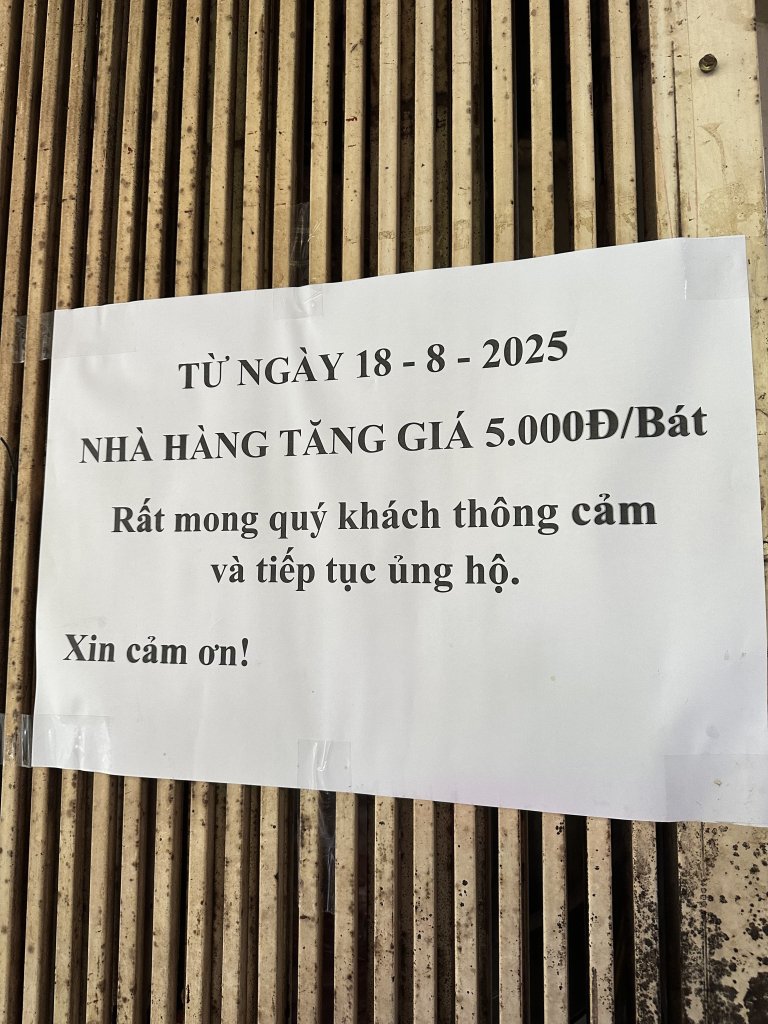 TỪ NGÀY 18 - 8 - 2025
NHÀ HÀNG TĂNG GIÁ 5.000Đ/Bát
Rất mong quý khách thông cảm
và tiếp tục ủng hộ.
Xin cảm ơn!